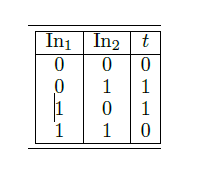 In₁ In₂ t
0 0 0
0 1 1
1 0 1
1 1 0